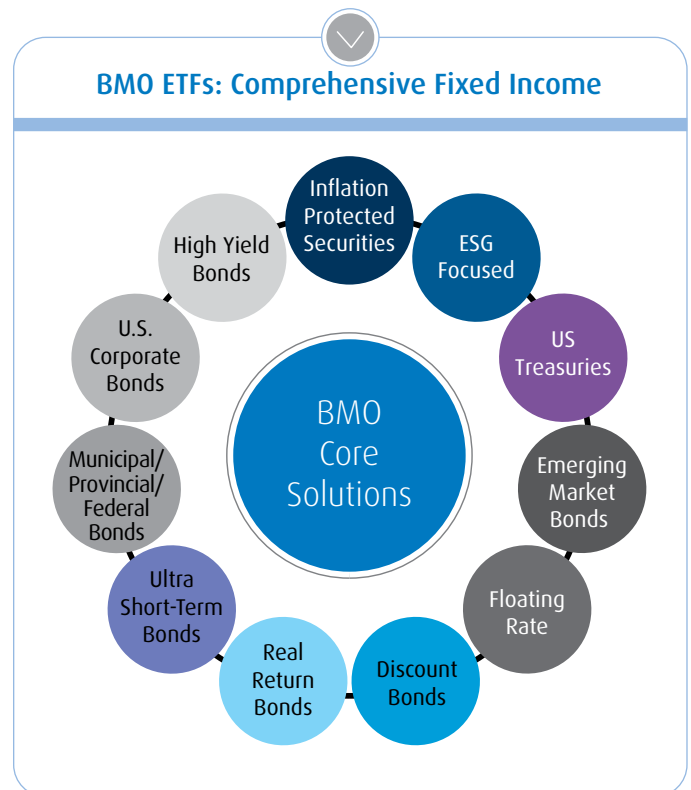 BMO ETFs: Comprehensive Fixed Income
Inflation
Protected
Securities
ESG
Focused
US
Treasuries
Emerging
Market
Bonds
Floating
Rate
Discount
Bonds
Real
Return
Bonds
Ultra
Short-Term
Bonds
Municipal/
Provincial/
Federal
Bonds
U.S.
Corporate
Bonds
High Yield
Bonds
BMO
Core
Solutions